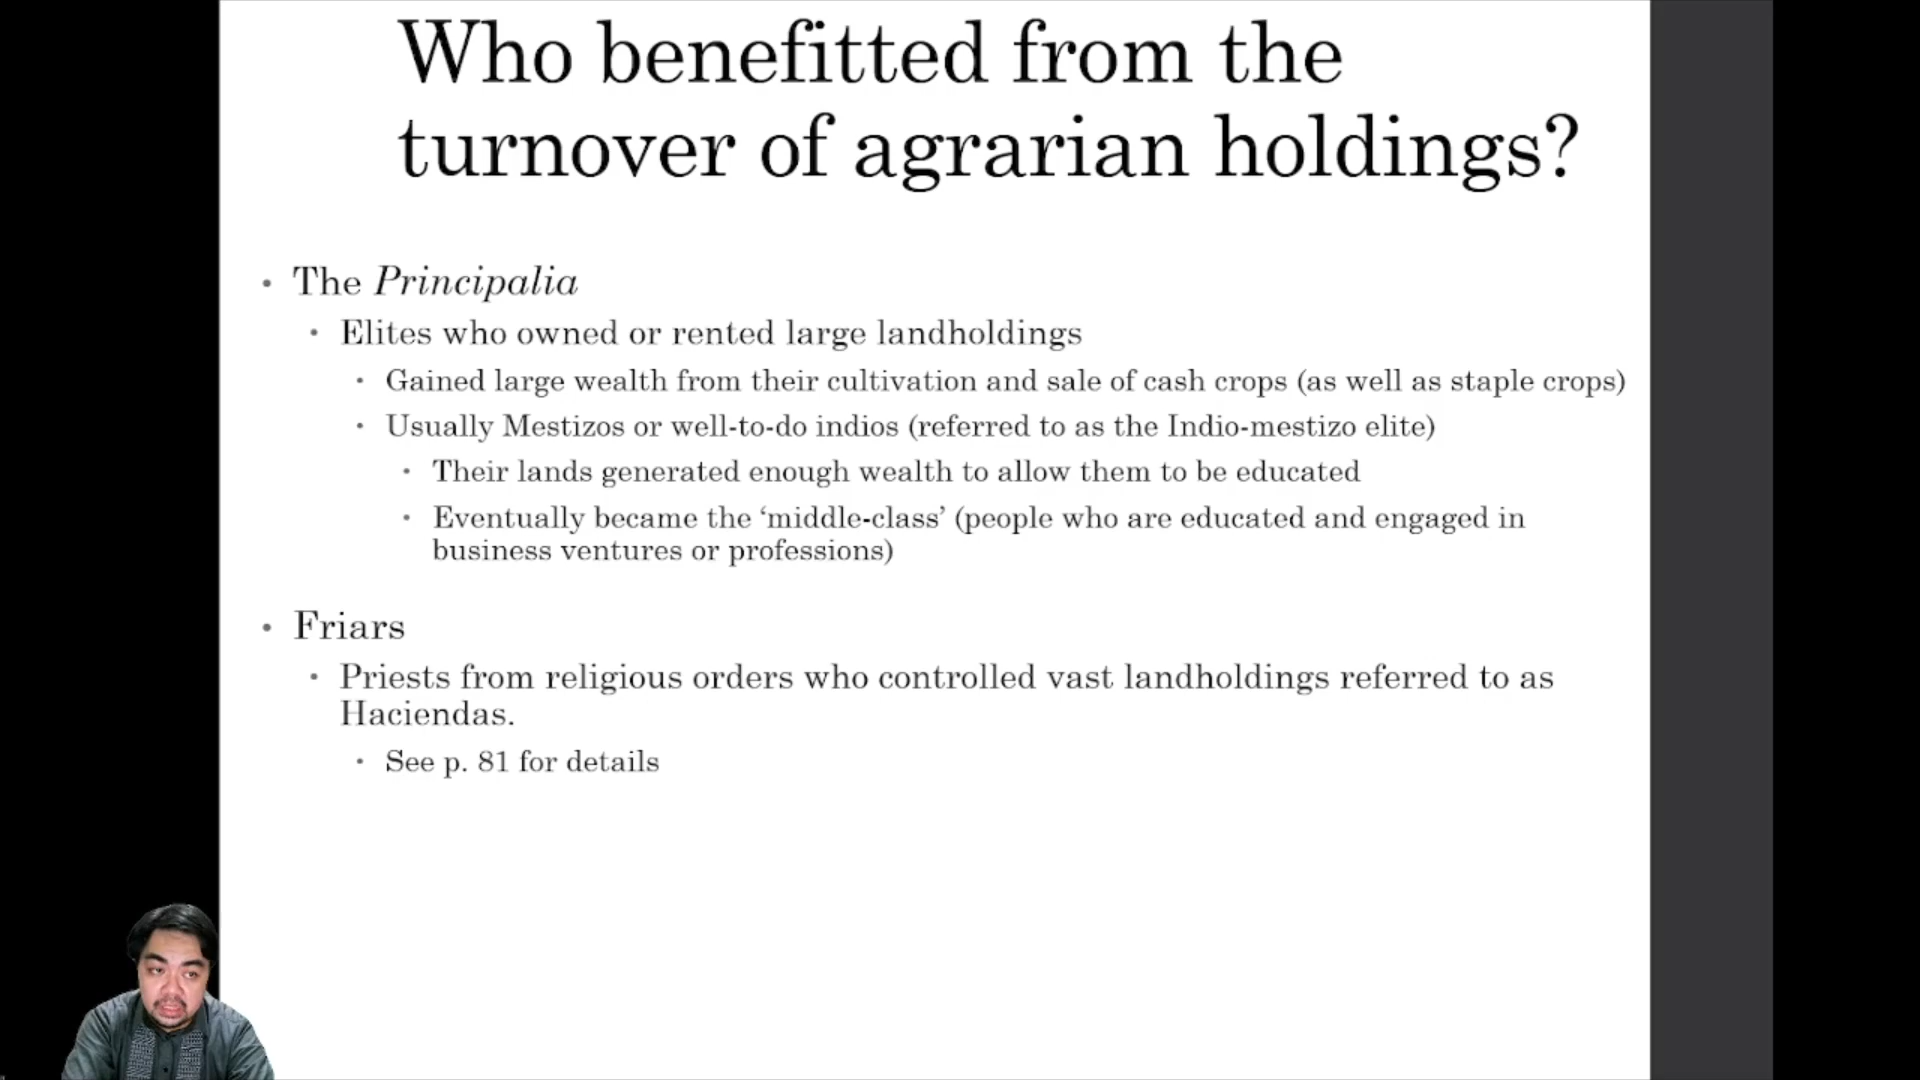 Who benefitted from the
turnover of agrarian holdings?
• The Principalia
• Elites who owned or rented large landholdings
• Gained large wealth from their cultivation and sale of cash crops (as well as staple crops)
• Usually Mestizos or well-to-do indios (referred to as the Indio-mestizo elite)
• Their lands generated enough wealth to allow them to be educated
• Eventually became the ‘middle-class’ (people who are educated and engaged in
business ventures or professions)
• Friars
• Priests from religious orders who controlled vast landholdings referred to as
Haciendas.
• See p. 81 for details